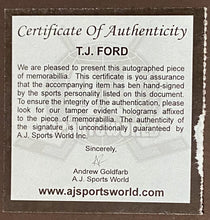 Certificate Of Authenticity
T.J. FORD
We are pleased to present this autographed piece
of memorabillia. This certificate is you assurance
that the accompanying item has been hand-signed
by the sports personality listed on this document.
To ensure the integrity of the authentication, please
look for our tamper evident holograms affixed
to the piece of memorabilia. The authenticity of
the signature is unconditionally guaranteed by
A.J. Sports World Inc.
Sincerely,
Andrew Goldfarb
A.J. Sports World
www.ajsportsworld.com